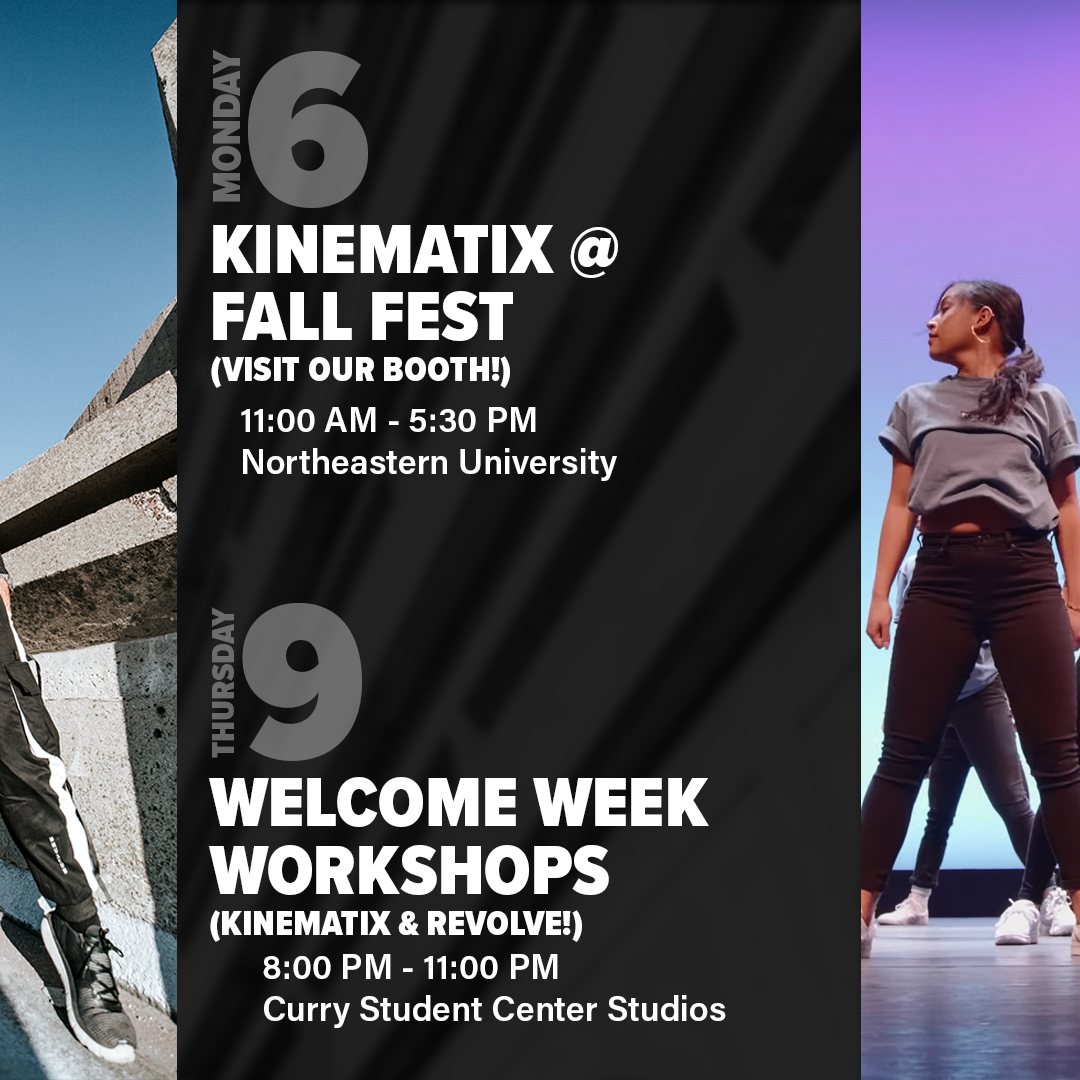 MONDAY
6
KINEMATIX @
FALL FEST
(VISIT OUR BOOTH!)
11:00 AM - 5:30 PM
Northeastern University
THURSDAY
9
WELCOME WEEK
WORKSHOPS
(KINEMATIX & REVOLVE!)
8:00 PM - 11:00 PM
Curry Student Center Studios